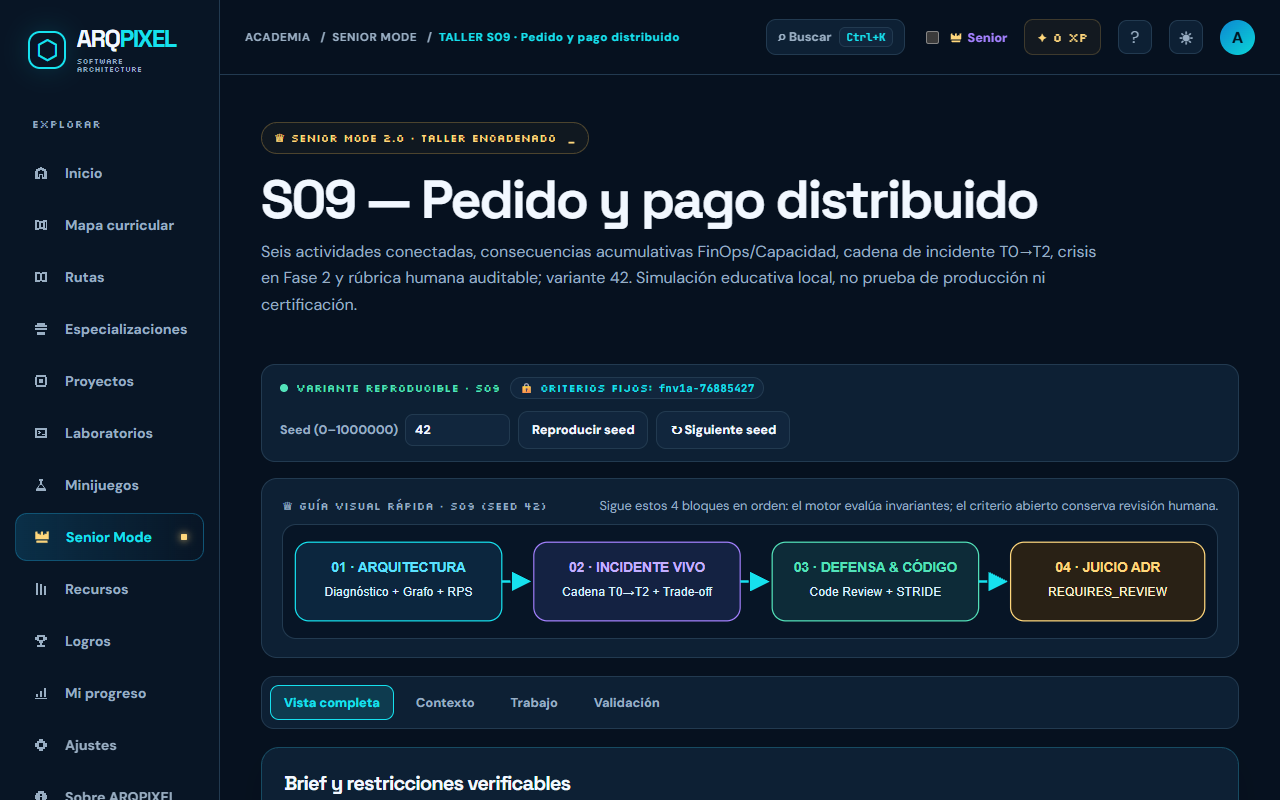 ARQPIXEL
SOFTWARE
ARCHITECTURE
EXPLORAR
Inicio
Mapa curricular
Rutas
Especializaciones
Proyectos
Laboratorios
Minijuegos
Senior Mode
Recursos
Logros
Mi progreso
Ajustes
Sobre ARQPIXEL
ACADEMIA / SENIOR MODE / TALLER S09 · Pedido y pago distribuido
⌕ Buscar Ctrl+K
Senior
✦ 0 XP
?
A
♛ SENIOR MODE 2.0 · TALLER ENCADENADO _
S09 — Pedido y pago distribuido
Seis actividades conectadas, consecuencias acumulativas FinOps/Capacidad, cadena de incidente T0→T2, crisis
en Fase 2 y rúbrica humana auditable; variante 42. Simulación educativa local, no prueba de producción ni
certificación.
VARIANTE REPRODUCIBLE · S09
🔒 CRITERIOS FIJOS: fnv1a-76885427
Seed (0–1000000) 42 Reproducir seed ↻ Siguiente seed
♛ GUÍA VISUAL RÁPIDA · S09 (SEED 42)
Sigue estos 4 bloques en orden: el motor evalúa invariantes; el criterio abierto conserva revisión humana.
01 · ARQUITECTURA
Diagnóstico + Grafo + RPS
02 · INCIDENTE VIVO
Cadena T0→T2 + Trade-off
03 · DEFENSA & CÓDIGO
Code Review + STRIDE
04 · JUICIO ADR
REQUIRES_REVIEW
Vista completa Contexto Trabajo Validación
Brief y restricciones verificables